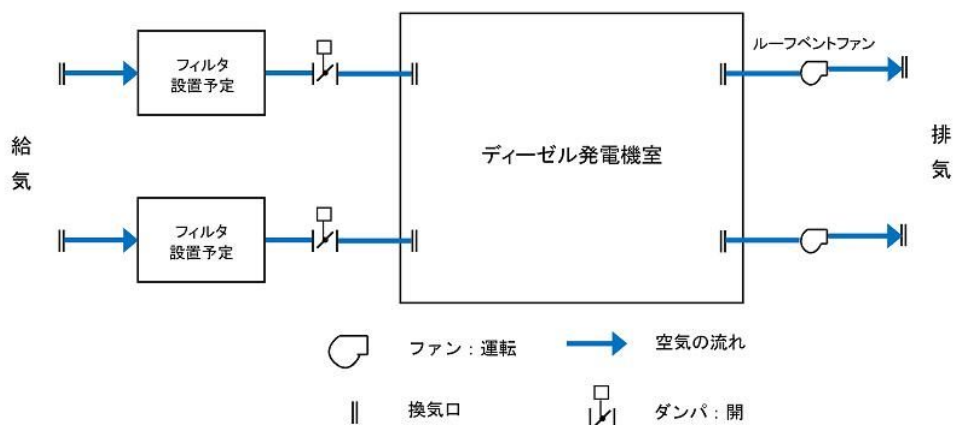 ルーフベントファン
フィルタ
設置予定
給
気
排
気
ディーゼル発電機室
フィルタ
設置予定
ファン：運転
空気の流れ
換気口
ダンパ：開